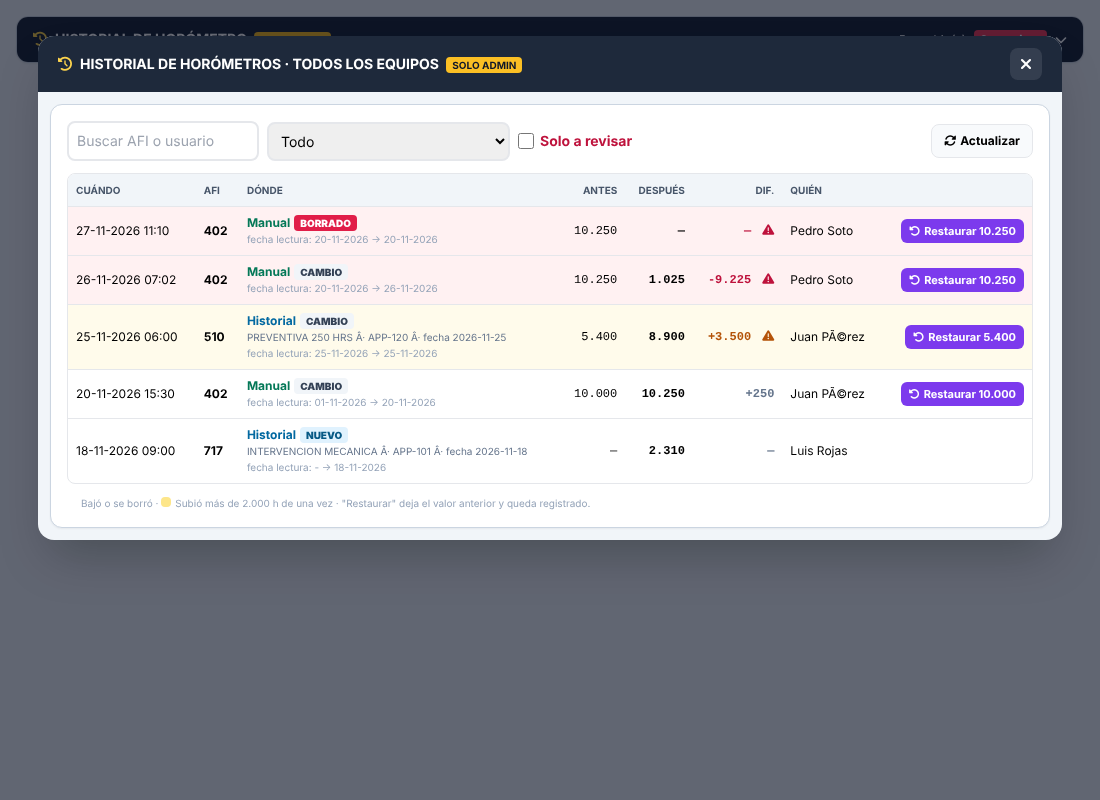 HISTORIAL DE HORÓMETROS · TODOS LOS EQUIPOS SOLO ADMIN
Buscar AFI o usuario Todo Solo a revisar Actualizar
CUÁNDO AFI DÓNDE ANTES DESPUÉS DIF. QUIÉN
27-11-2026 11:10 402 Manual BORRADO 10.250 — — Pedro Soto Restaurar 10.250
fecha lectura: 20-11-2026 → 20-11-2026
26-11-2026 07:02 402 Manual CAMBIO 10.250 1.025 -9.225 Pedro Soto Restaurar 10.250
fecha lectura: 20-11-2026 → 26-11-2026
Historial CAMBIO
25-11-2026 06:00 510 PREVENTIVA 250 HRS Â· APP-120 Â· fecha 2026-11-25 5.400 8.900 +3.500 Juan PÃ©rez Restaurar 5.400
fecha lectura: 25-11-2026 → 25-11-2026
20-11-2026 15:30 402 Manual CAMBIO 10.000 10.250 +250 Juan PÃ©rez Restaurar 10.000
fecha lectura: 01-11-2026 → 20-11-2026
Historial NUEVO
18-11-2026 09:00 717 INTERVENCION MECANICA Â· APP-101 Â· fecha 2026-11-18 — 2.310 — Luis Rojas
fecha lectura: - → 18-11-2026
Bajó o se borró · Subió más de 2.000 h de una vez · "Restaurar" deja el valor anterior y queda registrado.